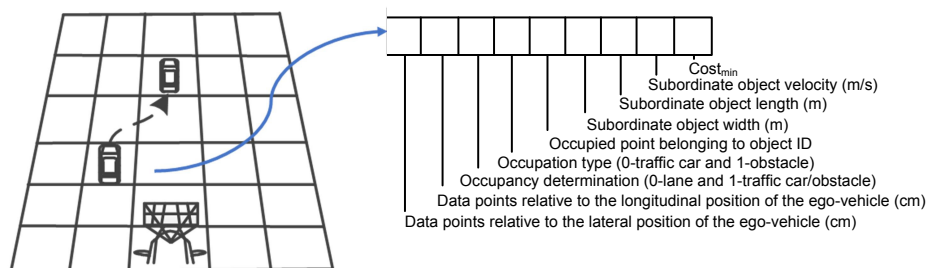 Cost_min
Subordinate object velocity (m/s)
Subordinate object length (m)
Subordinate object width (m)
Occupied point belonging to object ID
Occupation type (0-traffic car and 1-obstacle)
Occupancy determination (0-lane and 1-traffic car/obstacle)
Data points relative to the longitudinal position of the ego-vehicle (cm)
Data points relative to the lateral position of the ego-vehicle (cm)